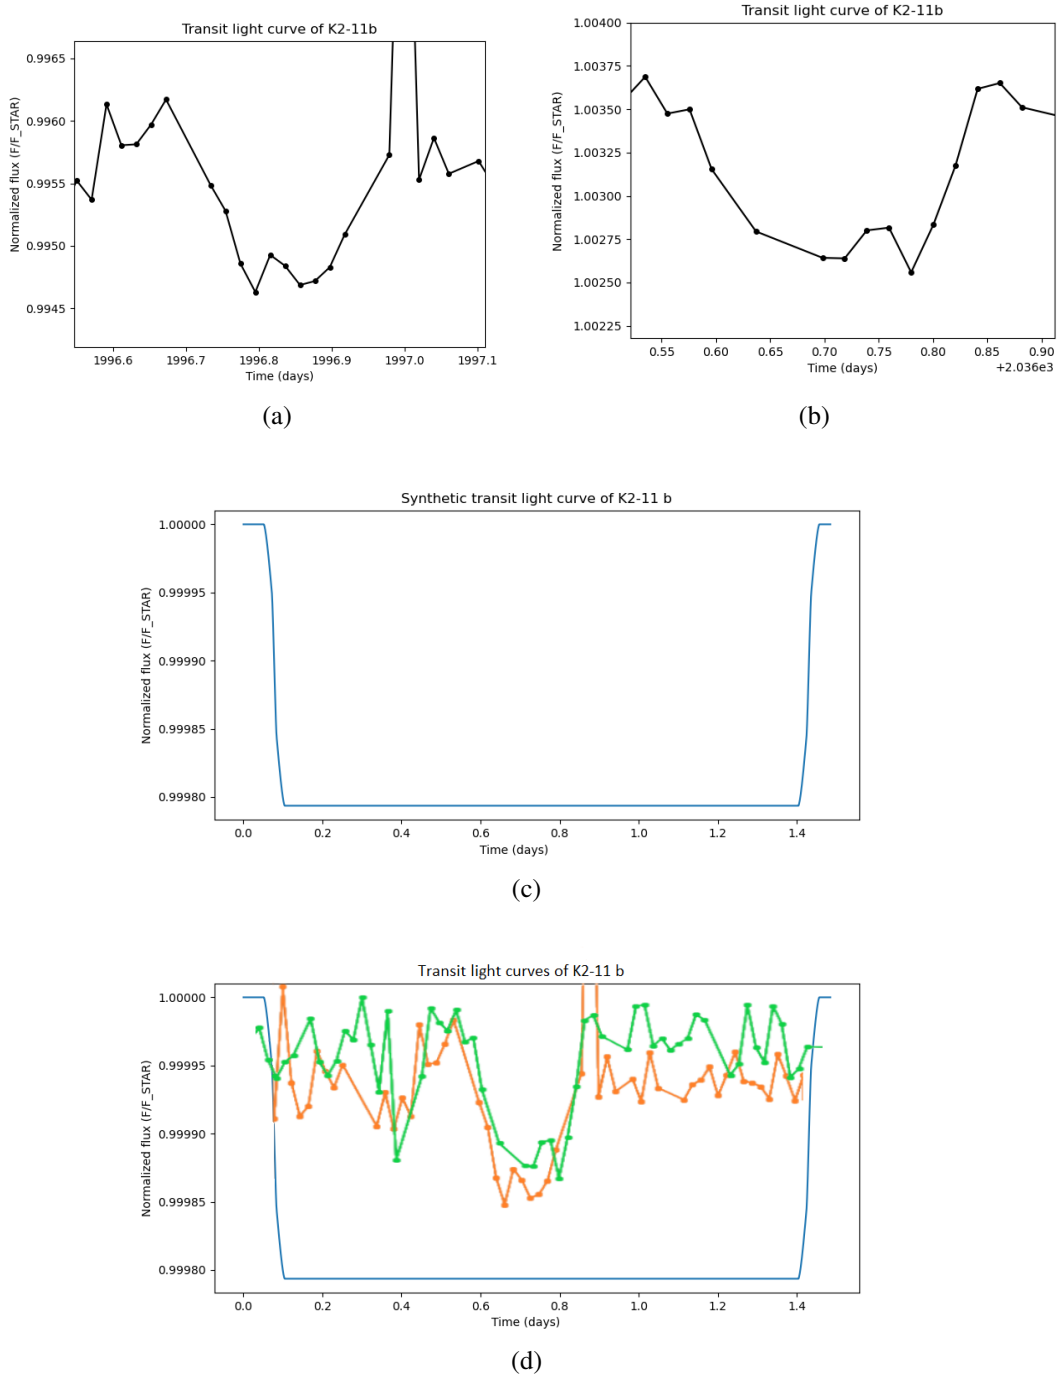 Transit light curve of K2-11b
Normalized flux (F/F_STAR)
0.9965
0.9960
0.9955
0.9950
0.9945
1996.6 1996.7 1996.8 1996.9 1997.0 1997.1
Time (days)
(a)
Transit light curve of K2-11b
Normalized flux (F/F_STAR)
1.00400
1.00375
1.00350
1.00325
1.00300
1.00275
1.00250
1.00225
0.55 0.60 0.65 0.70 0.75 0.80 0.85 0.90
Time (days)
+2.036e3
(b)
Synthetic transit light curve of K2-11 b
Normalized flux (F/F_STAR)
1.00000
0.99995
0.99990
0.99985
0.99980
0.0 0.2 0.4 0.6 0.8 1.0 1.2 1.4
Time (days)
(c)
Transit light curves of K2-11 b
Normalized flux (F/F_STAR)
1.00000
0.99995
0.99990
0.99985
0.99980
0.0 0.2 0.4 0.6 0.8 1.0 1.2 1.4
Time (days)
(d)